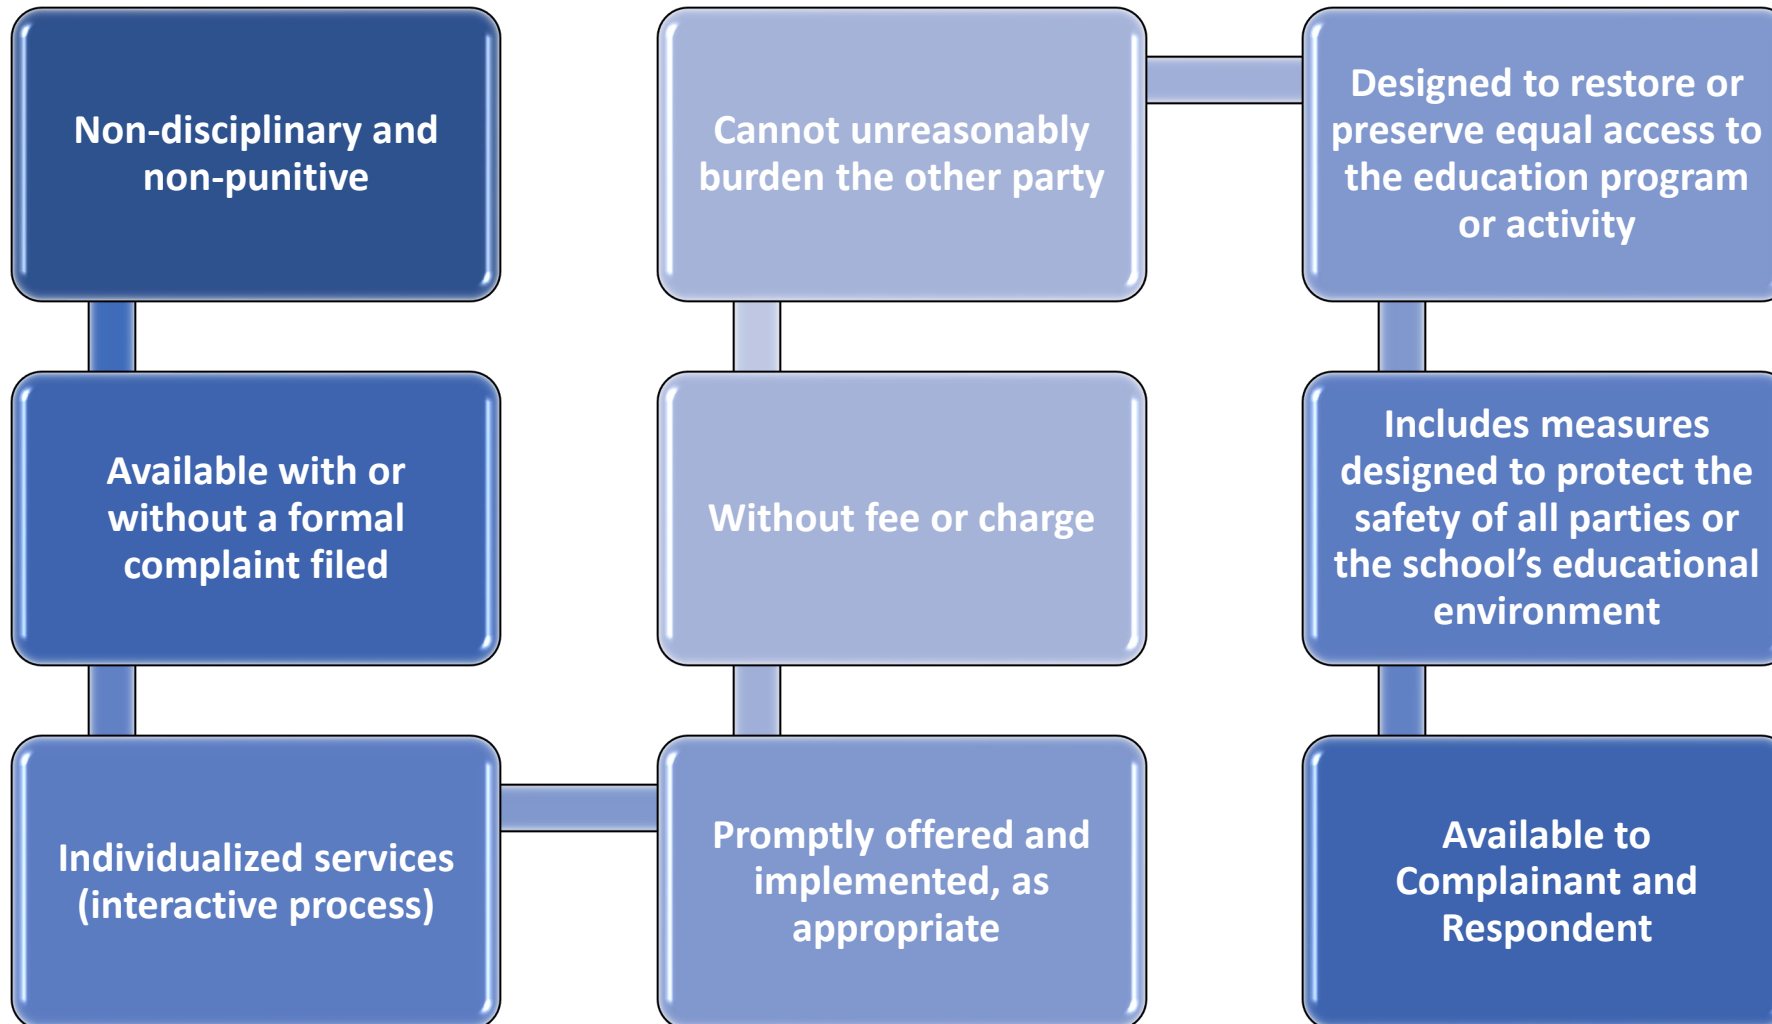 Non-disciplinary and
non-punitive
Available with or
without a formal
complaint filed
Individualized services
(interactive process)
Promptly offered and
implemented, as
appropriate
Without fee or charge
Cannot unreasonably
burden the other party
Designed to restore or
preserve equal access to
the education program
or activity
Includes measures
designed to protect the
safety of all parties or
the school’s educational
environment
Available to
Complainant and
Respondent